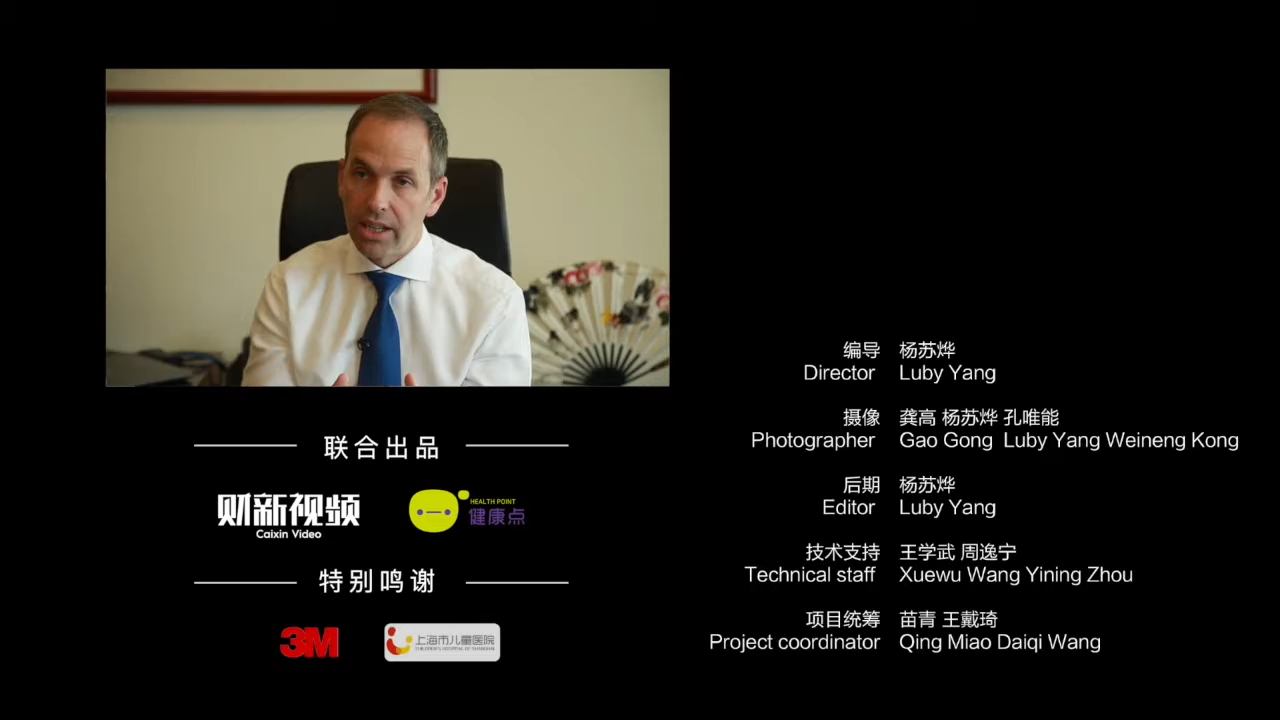 联合出品
财新视频
Caixin Video
HEALTH POINT
健康点
特别鸣谢
3M
上海市儿童医院
CHILDREN'S HOSPITAL OF SHANGHAI
编导 杨苏烨
Director Luby Yang
摄像 龚高 杨苏烨 孔唯能
Photographer Gao Gong Luby Yang Weineng Kong
后期 杨苏烨
Editor Luby Yang
技术支持 王学武 周逸宁
Technical staff Xuewu Wang Yining Zhou
项目统筹 苗青 王戴琦
Project coordinator Qing Miao Daiqi Wang